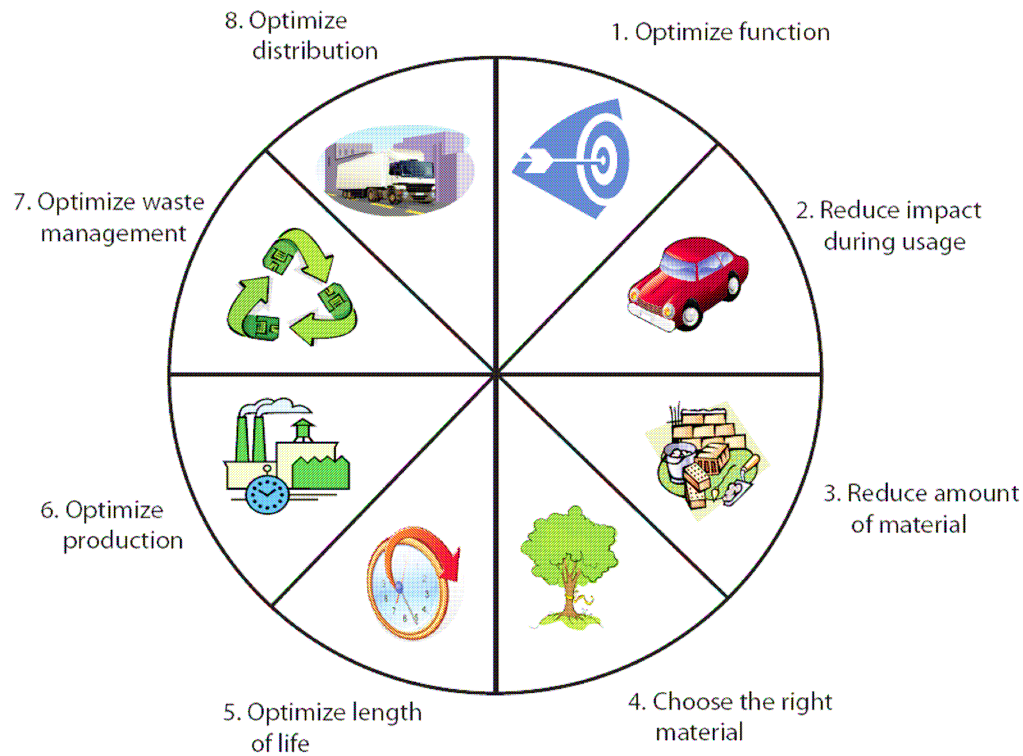 1. Optimize function
2. Reduce impact
during usage
3. Reduce amount
of material
4. Choose the right
material
5. Optimize length
of life
6. Optimize
production
7. Optimize waste
management
8. Optimize
distribution